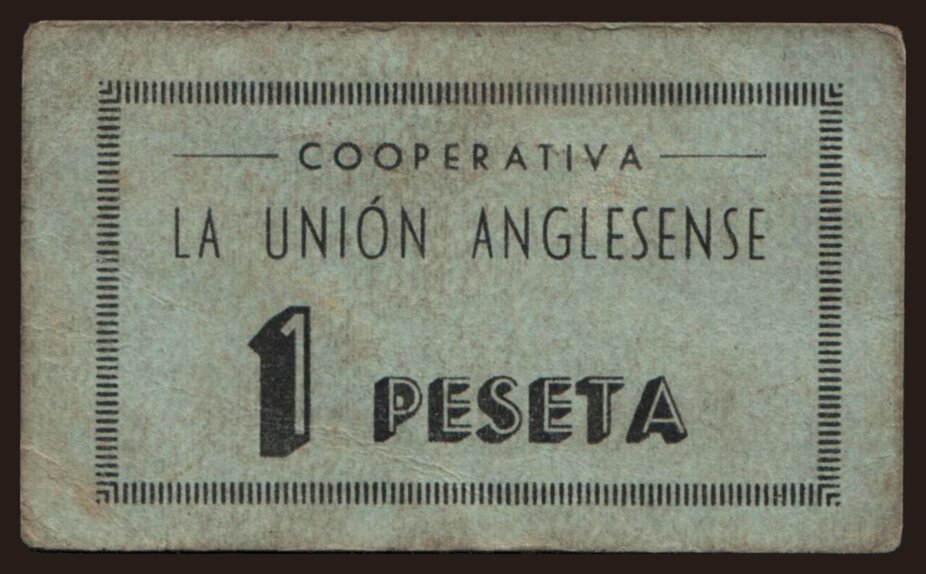 COOPERATIVA
LA UNIÓN ANGLESENSE
1 PESETA